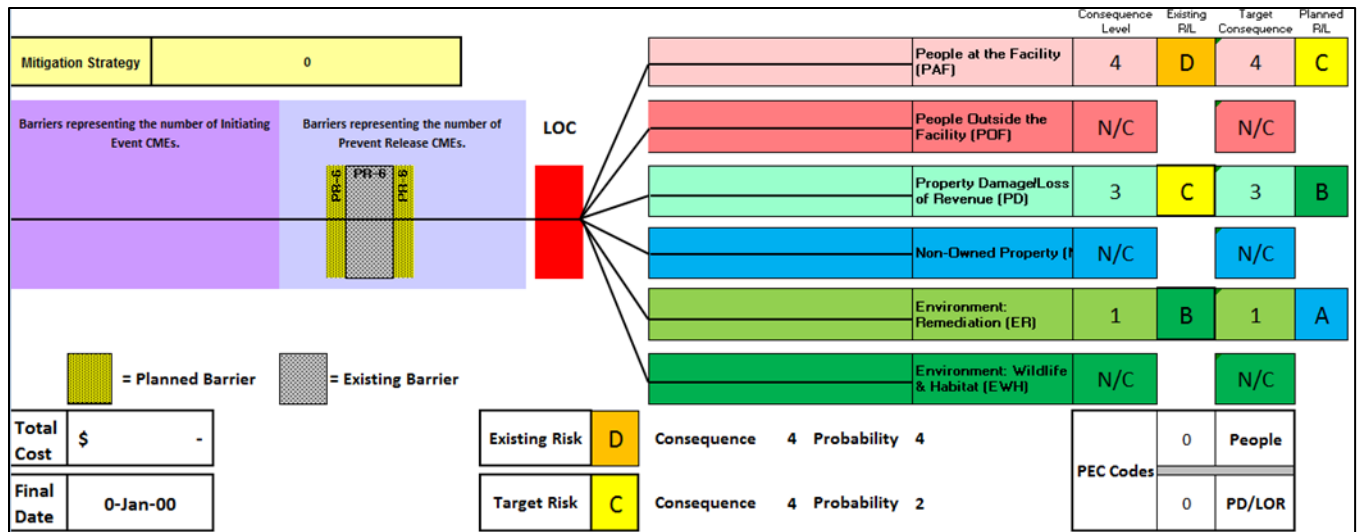 Consequence Level
Existing R/L
Target Consequence
Planned R/L
Mitigation Strategy
0
People at the Facility
(PAF)
4
D
4
C
Barriers representing the number of Initiating
Event CMEs.
Barriers representing the number of
Prevent Release CMEs.
LOC
People Outside the
Facility (POF)
N/C
N/C
PR-6
PR-6
PR-6
Property Damage/Loss
of Revenue (PD)
3
C
3
B
Non-Owned Property (
N/C
N/C
Environment:
Remediation (ER)
1
B
1
A
= Planned Barrier
= Existing Barrier
Environment: Wildlife
& Habitat (EWH)
N/C
N/C
Total
Cost
$ -
Existing Risk
D
Consequence 4 Probability 4
PEC Codes
0
People
Final
Date
0-Jan-00
Target Risk
C
Consequence 4 Probability 2
0
PD/LOR